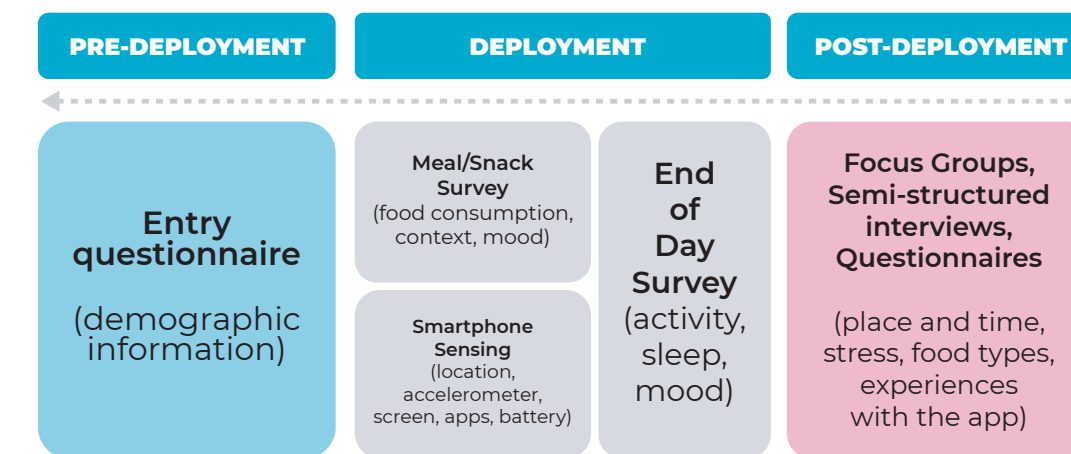 PRE-DEPLOYMENT
DEPLOYMENT
POST-DEPLOYMENT
Entry
questionnaire
(demographic
information)
Meal/Snack
Survey
(food consumption,
context, mood)
Smartphone
Sensing
(location,
accelerometer,
screen, apps, battery)
End
of
Day
Survey
(activity,
sleep,
mood)
Focus Groups,
Semi-structured
interviews,
Questionnaires
(place and time,
stress, food types,
experiences
with the app)